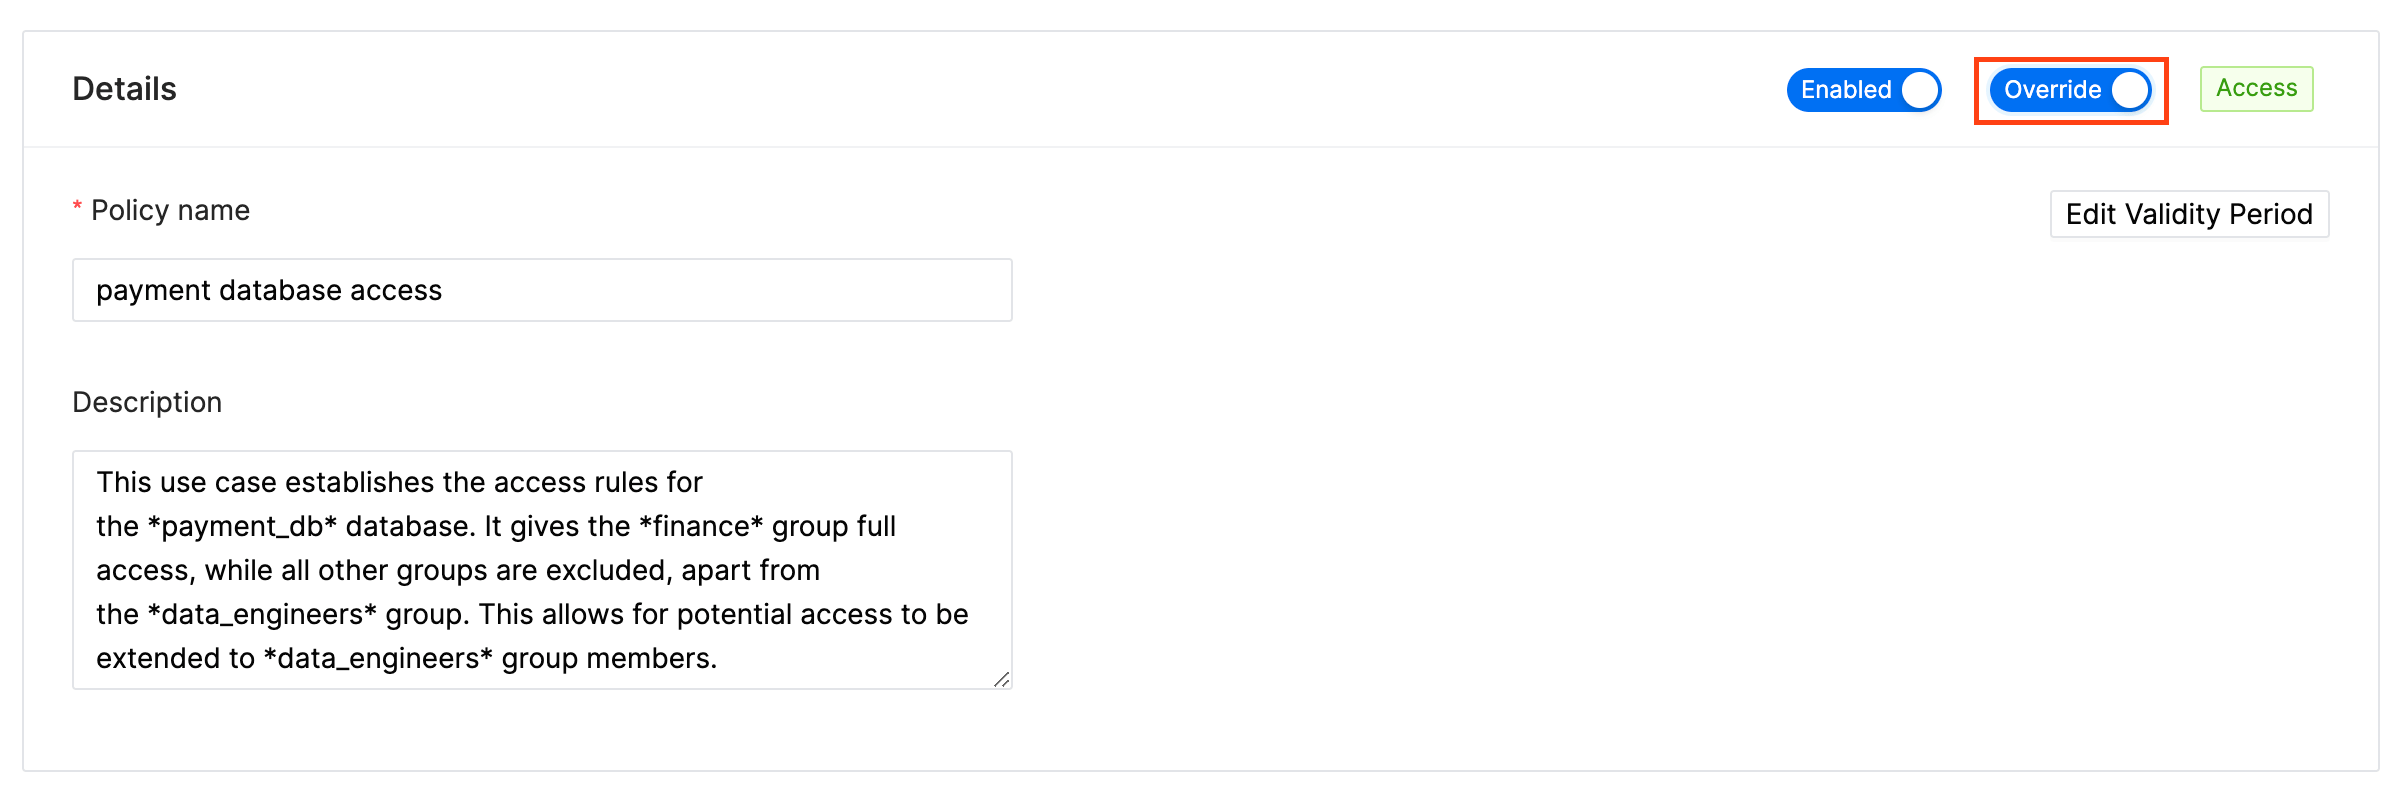 Details
Enabled
Override
Access
* Policy name
Edit Validity Period
payment database access
Description
This use case establishes the access rules for
the *payment_db* database. It gives the *finance* group full
access, while all other groups are excluded, apart from
the *data_engineers* group. This allows for potential access to be
extended to *data_engineers* group members.